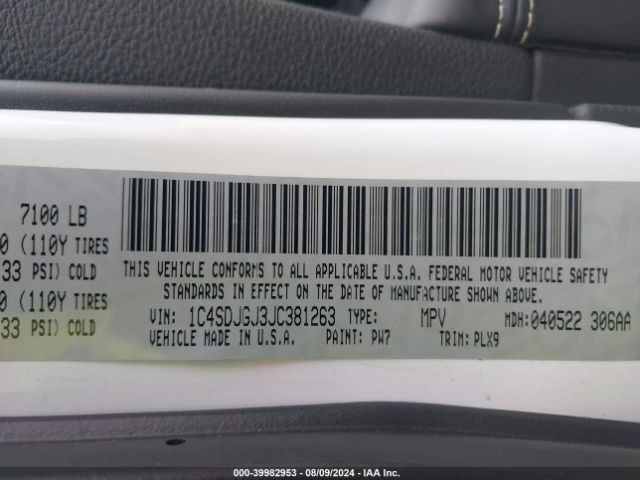 7100 LB
0 (110Y TIRES
33 PSI) COLD
0 (110Y TIRES
33 PSI) COLD
THIS VEHICLE CONFORMS TO ALL APPLICABLE U.S.A. FEDERAL MOTOR VEHICLE SAFETY
STANDARDS IN EFFECT ON THE DATE OF MANUFACTURE SHOWN ABOVE.
VIN: 1C4SDJGJ3JC381263 TYPE: MPV MDH: 040522 306AA
VEHICLE MADE IN U.S.A. PAINT: PW7 TRIM: PLX9
000-39982953 - 08/09/2024 - IAA Inc.